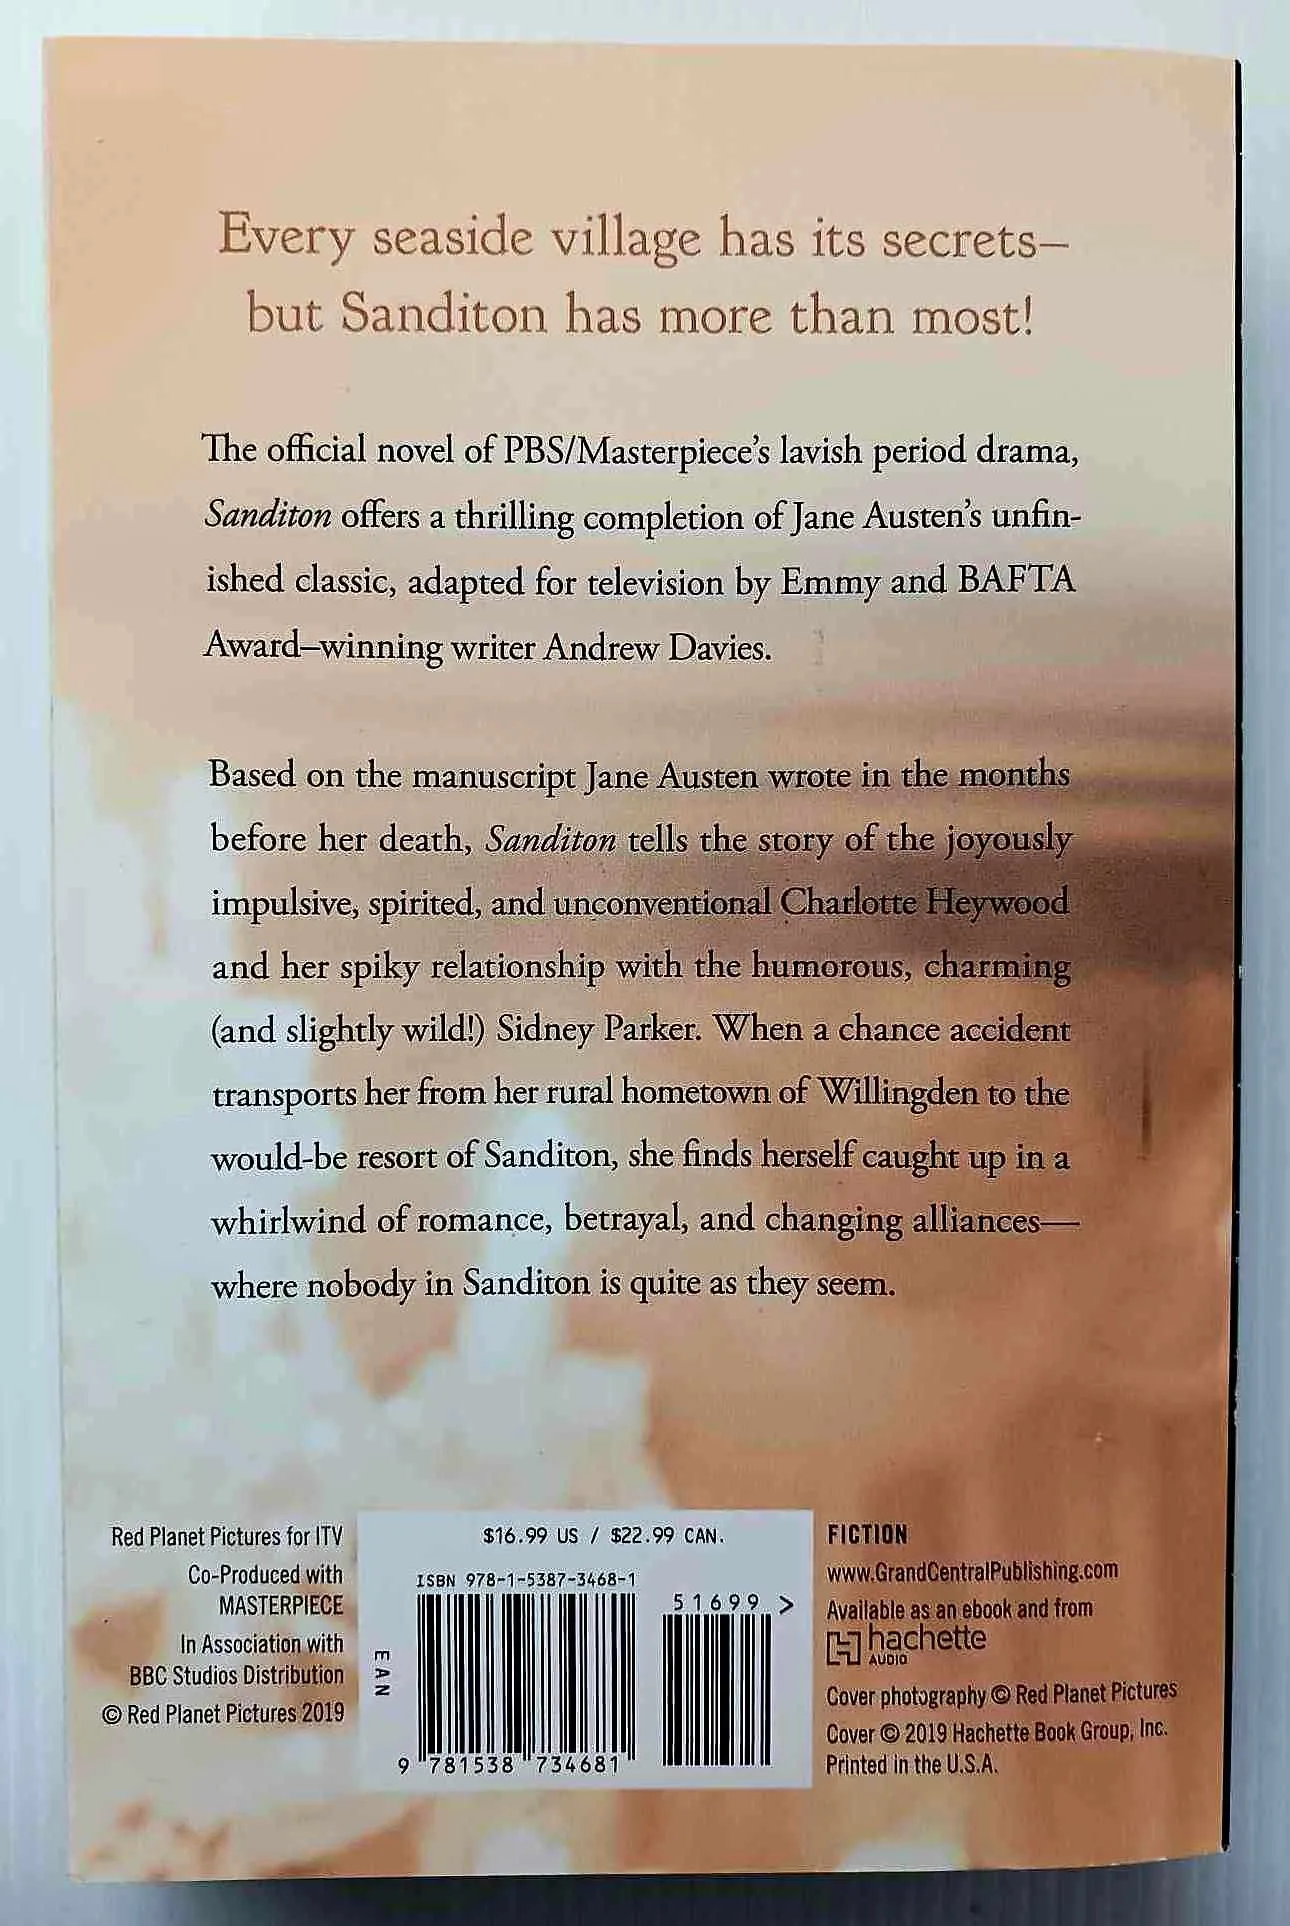 Every seaside village has its secrets—
but Sanditon has more than most!
The official novel of PBS/Masterpiece's lavish period drama,
Sanditon offers a thrilling completion of Jane Austen's unfin-
ished classic, adapted for television by Emmy and BAFTA
Award–winning writer Andrew Davies.
Based on the manuscript Jane Austen wrote in the months
before her death, Sanditon tells the story of the joyously
impulsive, spirited, and unconventional Charlotte Heywood
and her spiky relationship with the humorous, charming
(and slightly wild!) Sidney Parker. When a chance accident
transports her from her rural hometown of Willingden to the
would-be resort of Sanditon, she finds herself caught up in a
whirlwind of romance, betrayal, and changing alliances—
where nobody in Sanditon is quite as they seem.
Red Planet Pictures for ITV
Co-Produced with
MASTERPIECE
In Association with
BBC Studios Distribution
© Red Planet Pictures 2019
$16.99 US / $22.99 CAN.
ISBN 978-1-5387-3468-1
51699 >
EAN
9 781538 734681
FICTION
www.GrandCentralPublishing.com
Available as an ebook and from
hachette
AUDIO
Cover photography © Red Planet Pictures
Cover © 2019 Hachette Book Group, Inc.
Printed in the U.S.A.